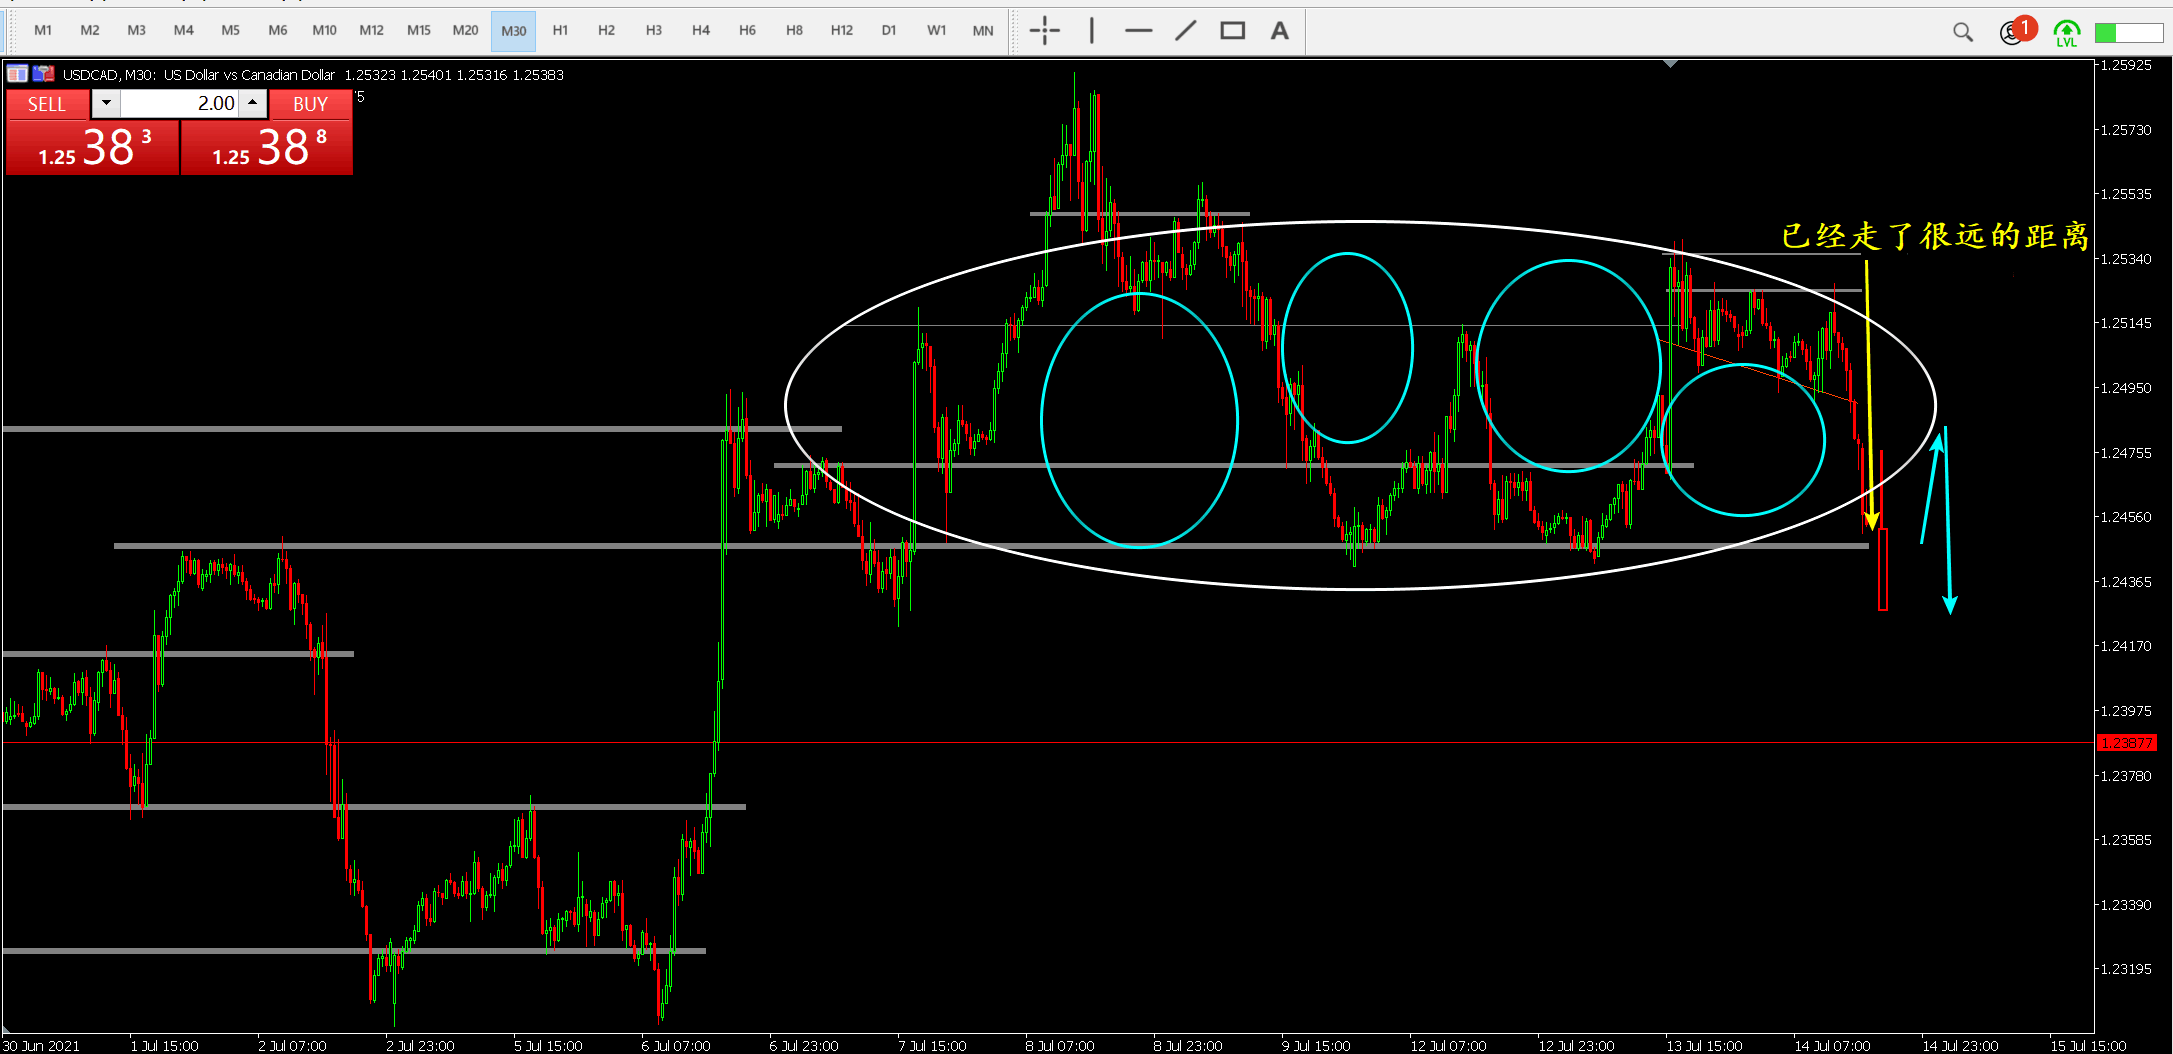 M1 M2 M3 M4 M5 M6 M10 M12 M15 M20 M30 H1 H2 H3 H4 H6 H8 H12 D1 W1 MN A 1 LVL
USDCAD, M30: US Dollar vs Canadian Dollar 1.25323 1.25401 1.25316 1.25383
SELL 2.00 BUY
1.25 38 3 1.25 38 8
已经走了很远的距离
1.25925
1.25730
1.25535
1.25340
1.25145
1.24950
1.24755
1.24560
1.24365
1.24170
1.23975
1.23877
1.23780
1.23585
1.23390
1.23195
30 Jun 2021 1 Jul 15:00 2 Jul 07:00 2 Jul 23:00 5 Jul 15:00 6 Jul 07:00 6 Jul 23:00 7 Jul 15:00 8 Jul 07:00 8 Jul 23:00 9 Jul 15:00 12 Jul 07:00 12 Jul 23:00 13 Jul 15:00 14 Jul 07:00 14 Jul 23:00 15 Jul 15:00